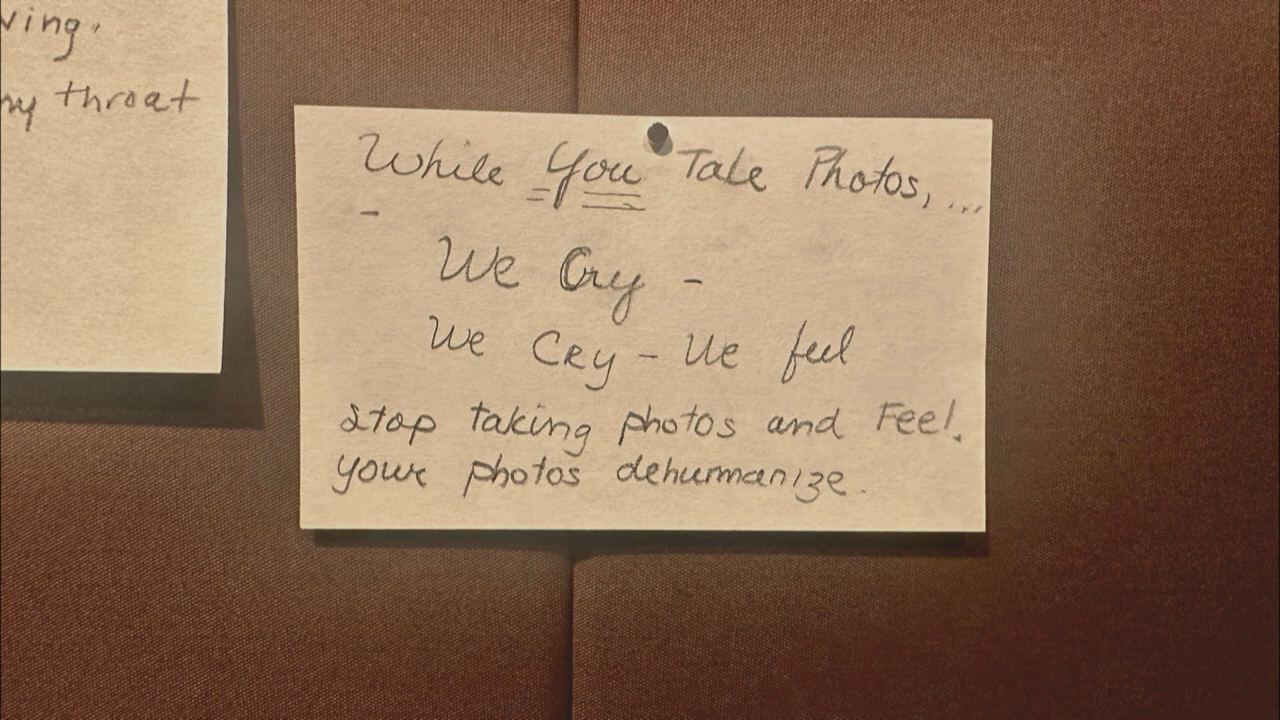 ving.
my throat
While You Take Photos,...
-
We Cry -
We Cry - We feel
Stop taking photos and Feel.
your photos dehumanize.